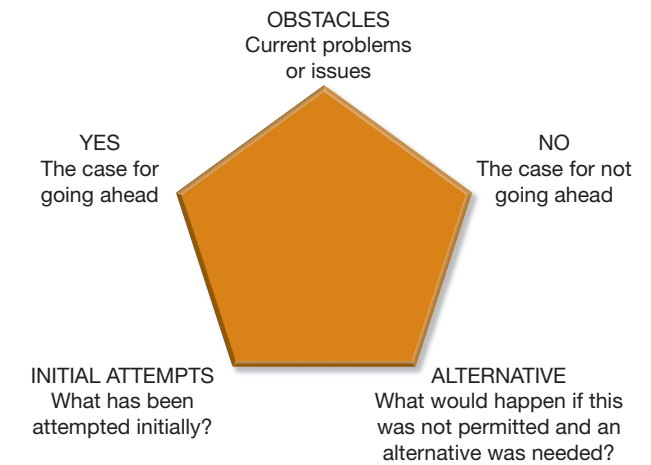 OBSTACLES
Current problems
or issues
YES
The case for
going ahead
NO
The case for not
going ahead
INITIAL ATTEMPTS
What has been
attempted initially?
ALTERNATIVE
What would happen if this
was not permitted and an
alternative was needed?